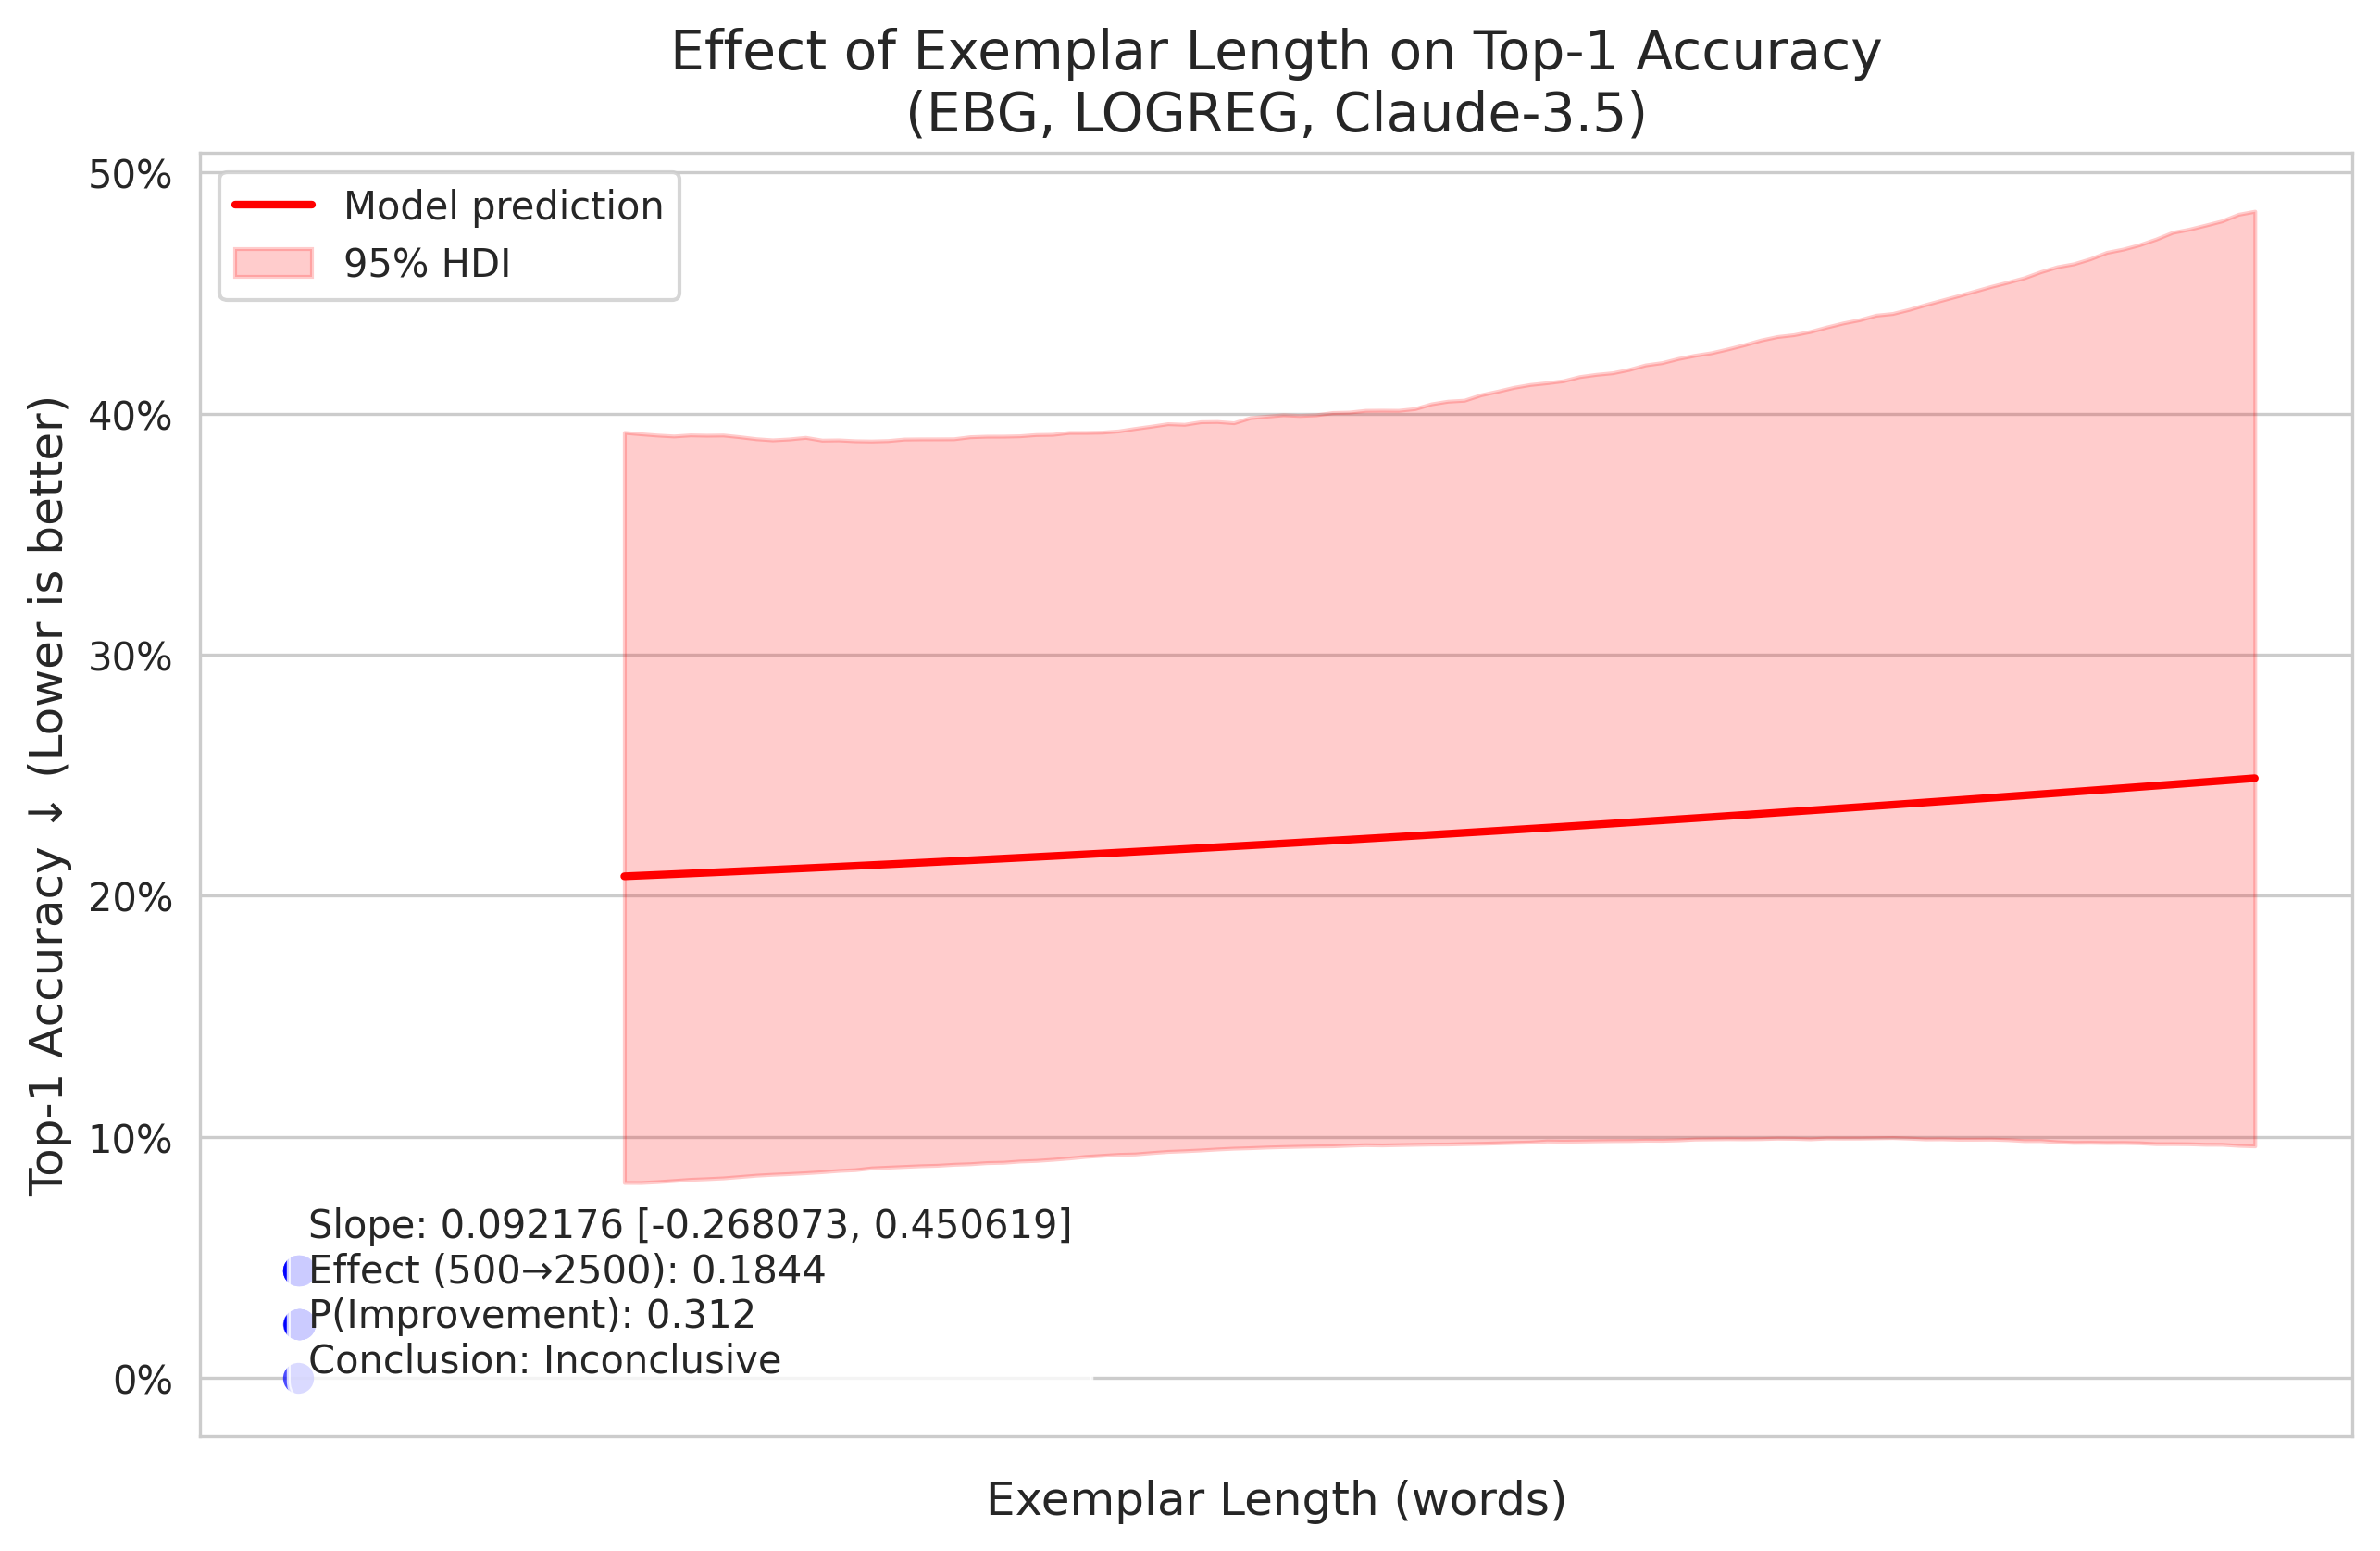 Effect of Exemplar Length on Top-1 Accuracy
(EBG, LOGREG, Claude-3.5)
Top-1 Accuracy ↓ (Lower is better)
50%
40%
30%
20%
10%
0%
Model prediction
95% HDI
Slope: 0.092176 [-0.268073, 0.450619]
Effect (500→2500): 0.1844
P(Improvement): 0.312
Conclusion: Inconclusive
Exemplar Length (words)